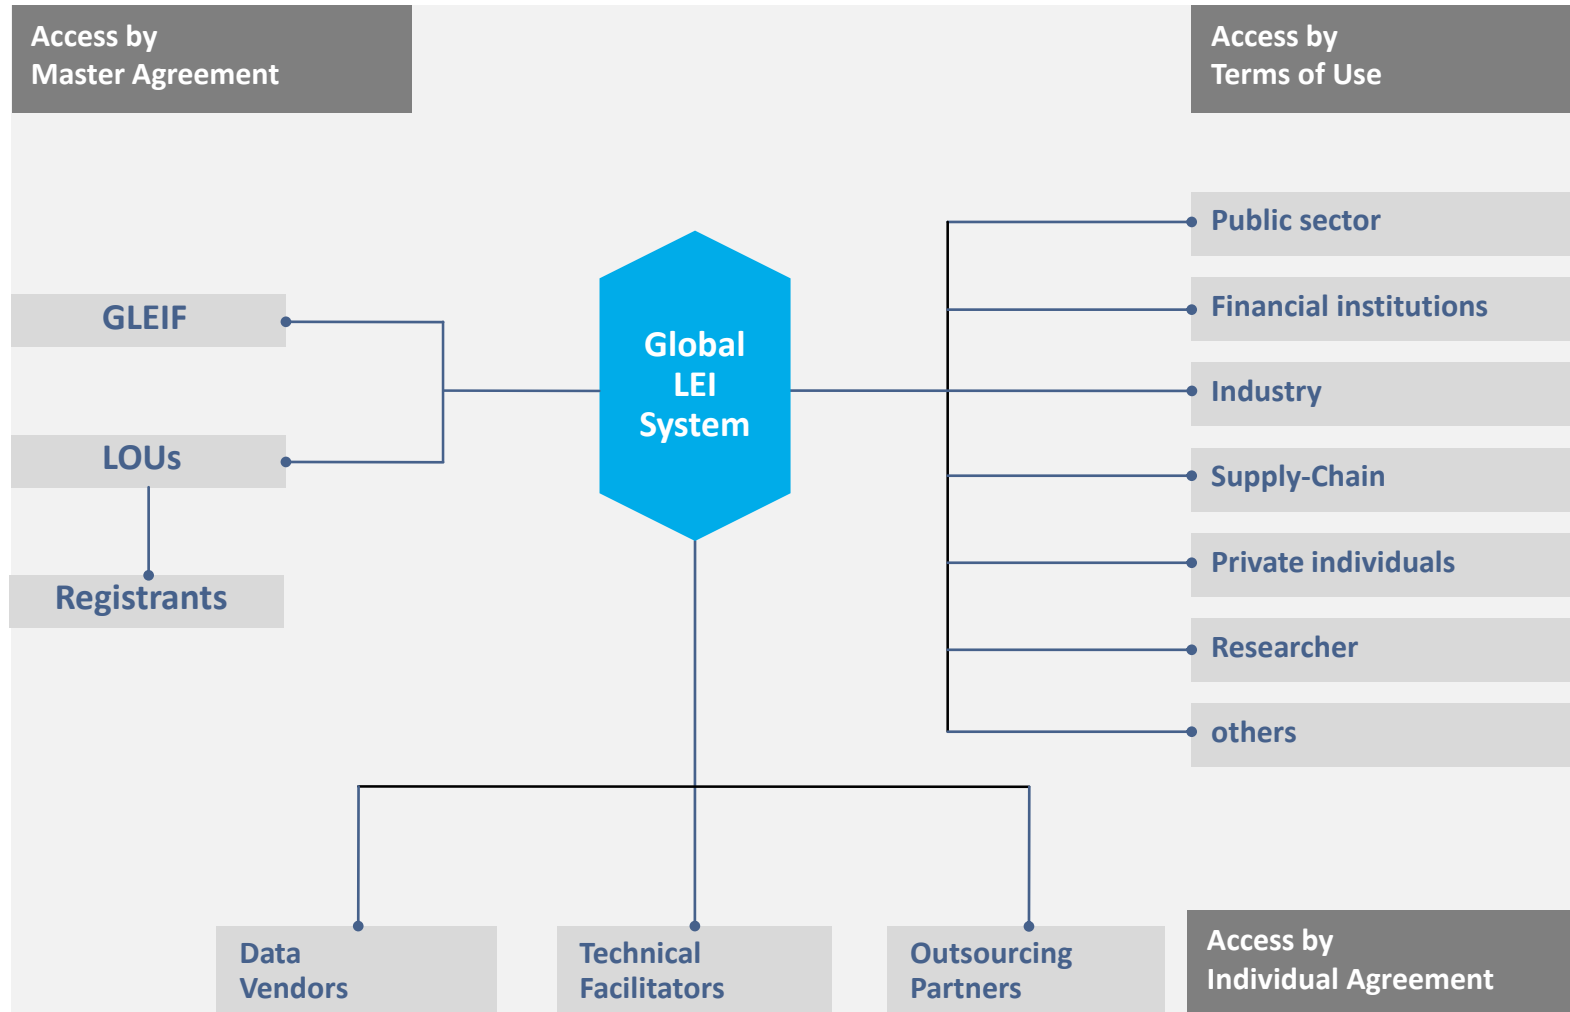 Access by
Master Agreement
Access by
Terms of Use
GLEIF
LOUs
Registrants
Global
LEI
System
Public sector
Financial institutions
Industry
Supply-Chain
Private individuals
Researcher
others
Data
Vendors
Technical
Facilitators
Outsourcing
Partners
Access by
Individual Agreement